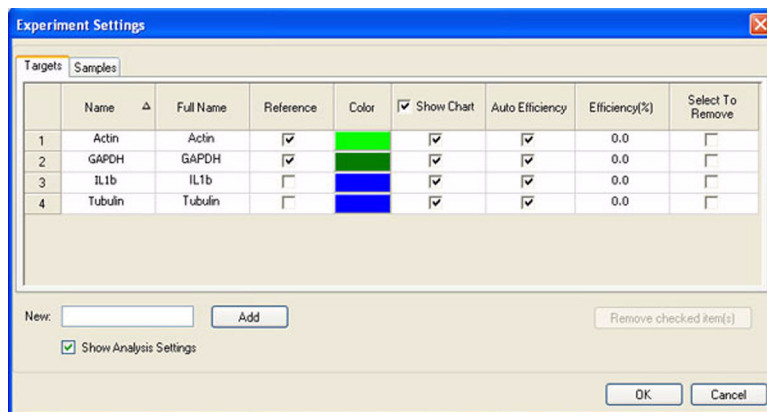 Experiment Settings
Targets Samples
Name Full Name Reference Color Show Chart Auto Efficiency Efficiency(%) Select To Remove
1 Actin Actin 0.0
2 GAPDH GAPDH 0.0
3 IL1b IL1b 0.0
4 Tubulin Tubulin 0.0
New: Add Remove checked item(s)
Show Analysis Settings
OK Cancel